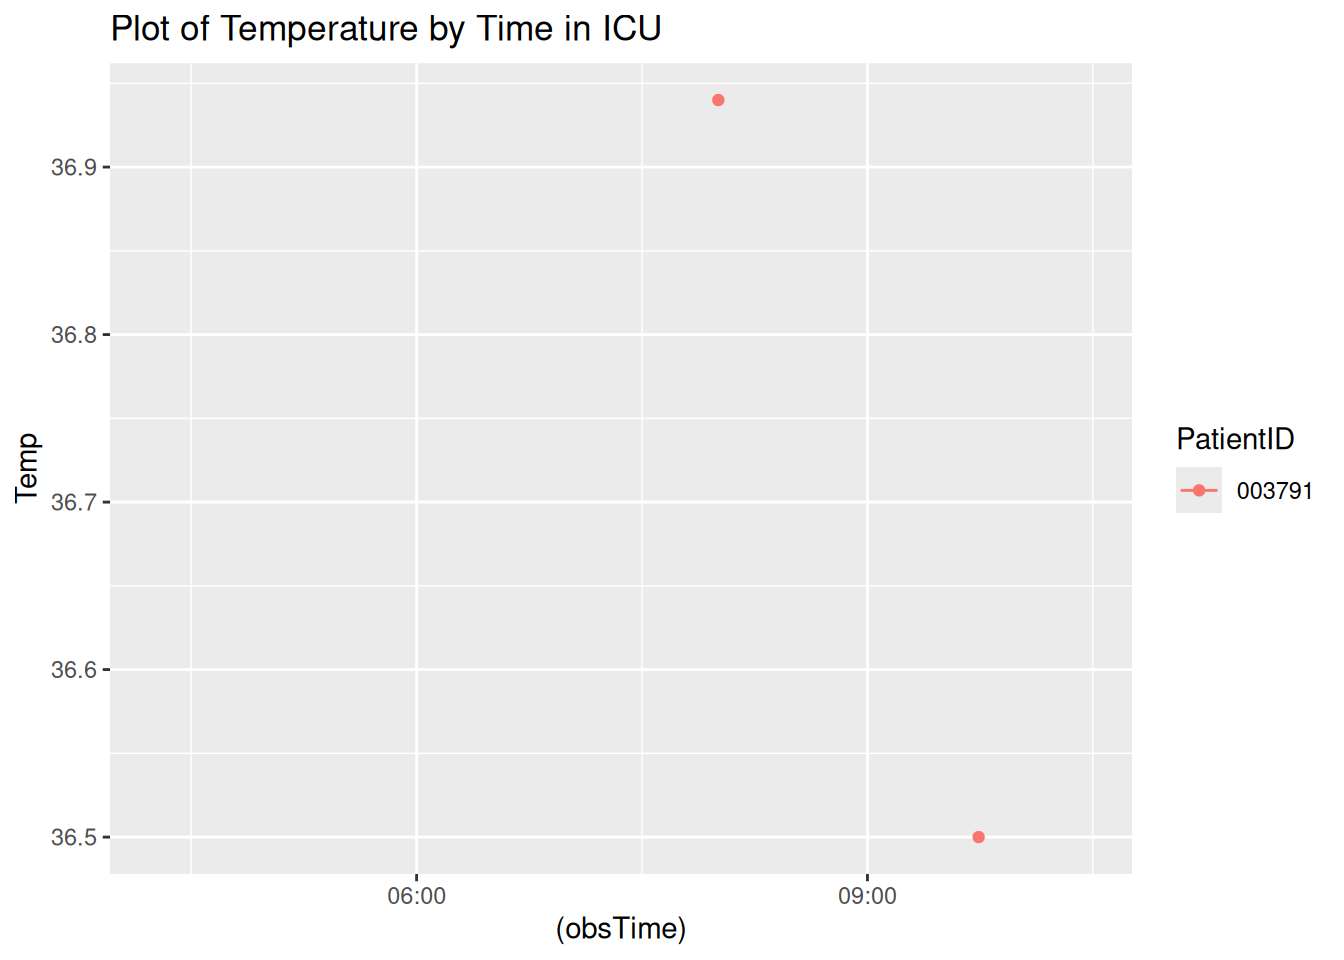 Plot of Temperature by Time in ICU
36.9
36.8
36.7
36.6
36.5
Temp
06:00
09:00
(obsTime)
PatientID
003791